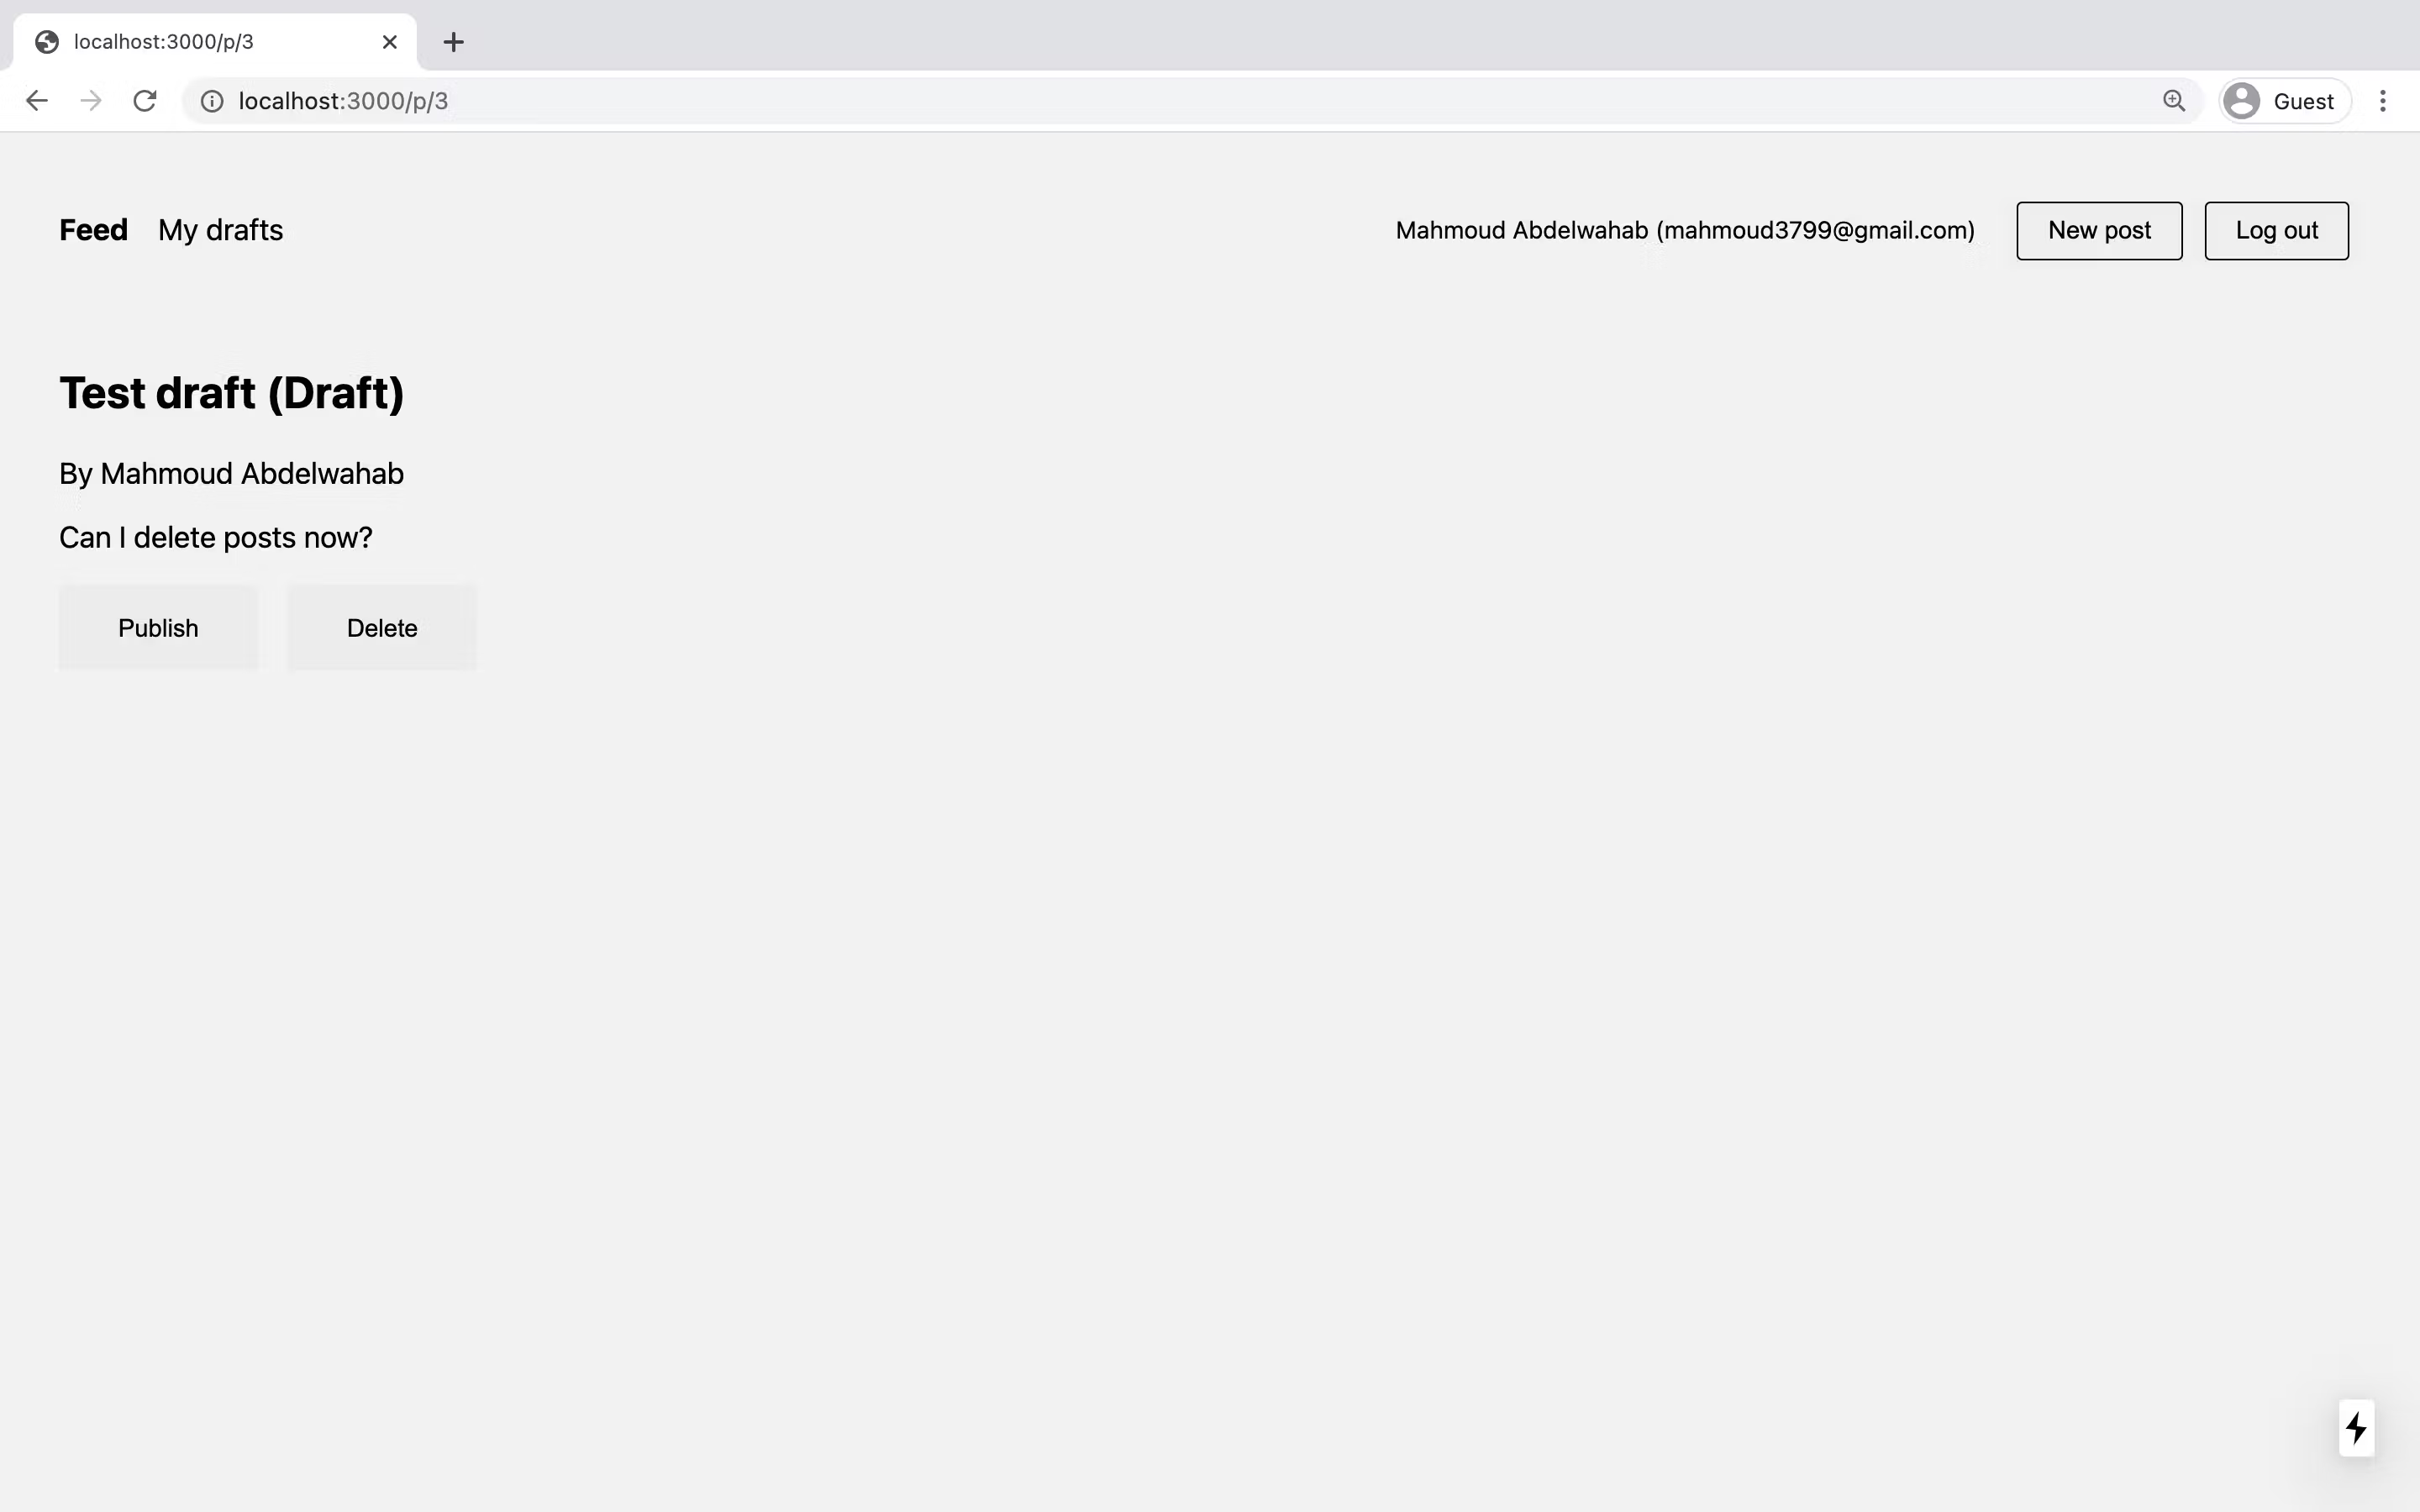 localhost:3000/p/3
localhost:3000/p/3
Guest
Feed My drafts Mahmoud Abdelwahab (mahmoud3799@gmail.com) New post Log out
Test draft (Draft)
By Mahmoud Abdelwahab
Can I delete posts now?
Publish Delete